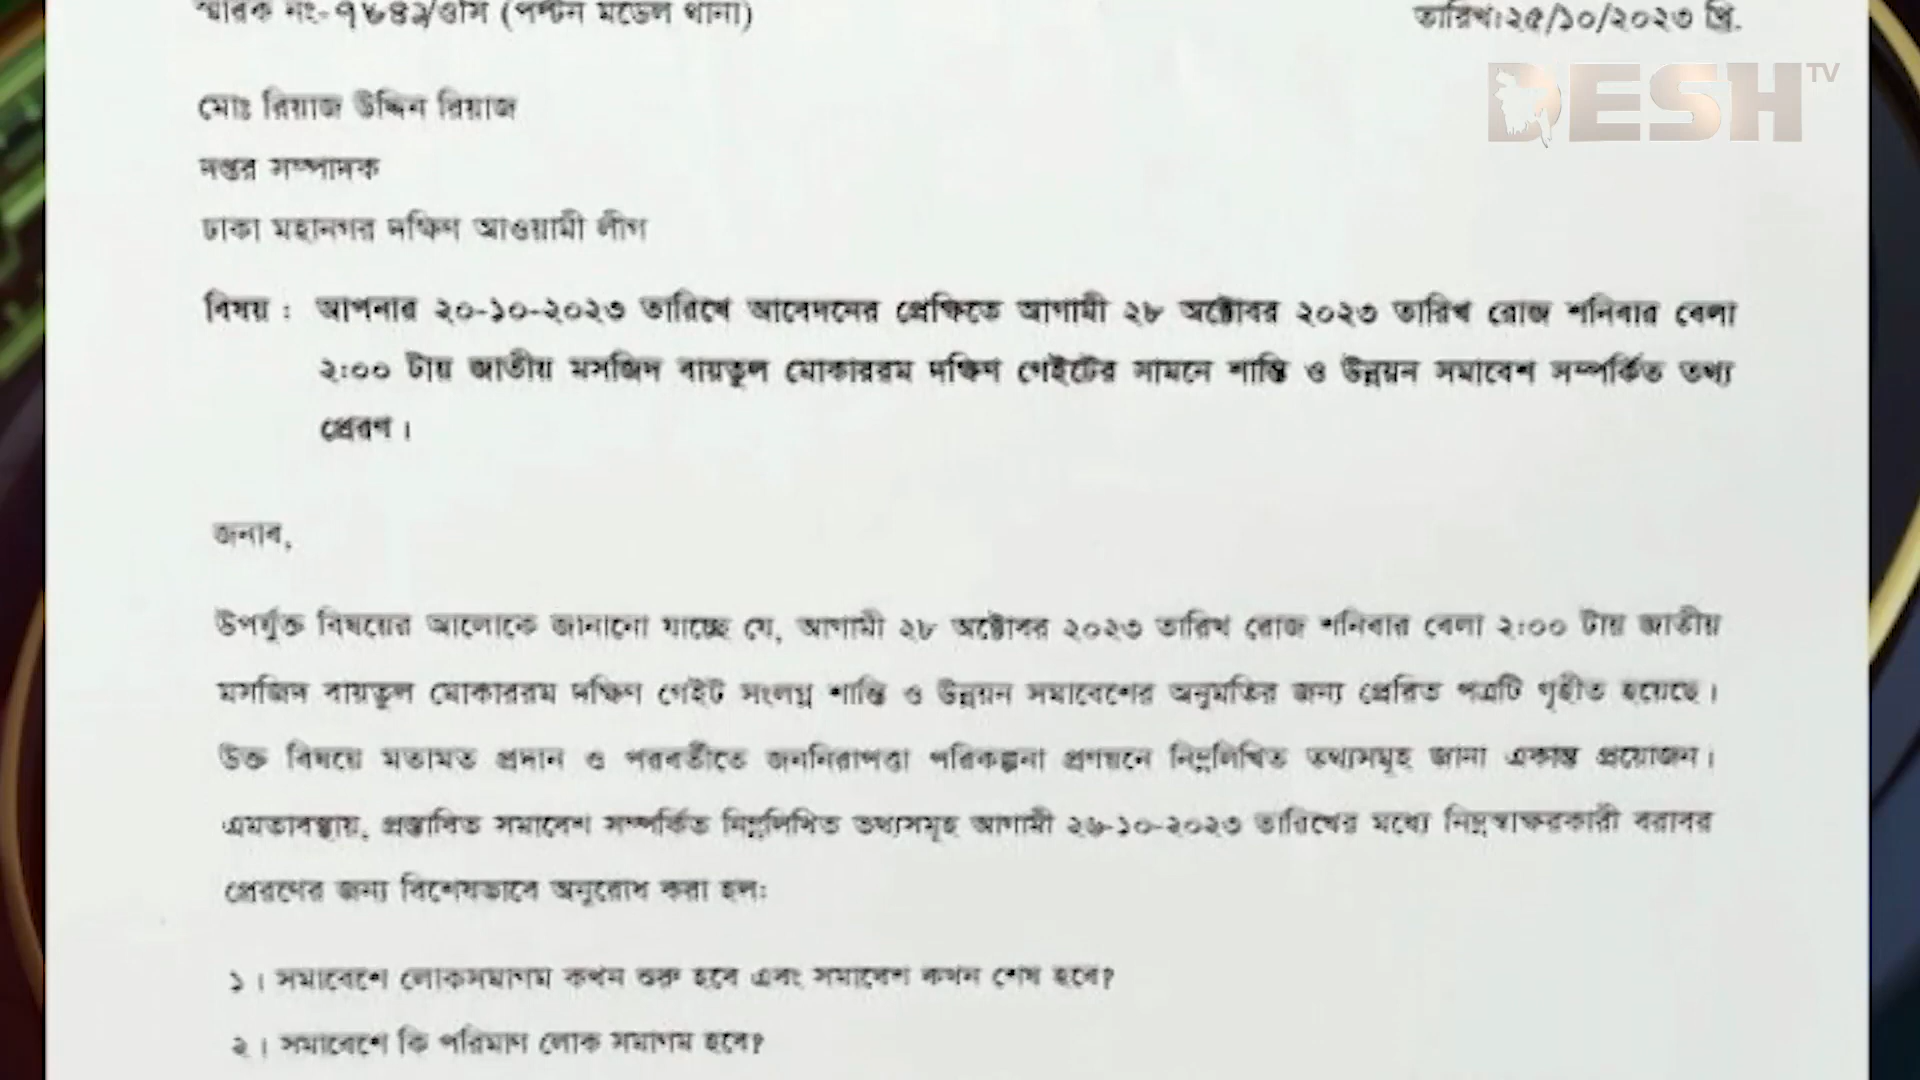 স্মারক নং-৭৮৪২/ওসি (পল্টন মডেল থানা)
তারিখঃ২৫/১০/২০২৩ খ্রি.
DESH TV
মোঃ রিয়াজ উদ্দিন রিয়াজ
দপ্তর সম্পাদক
ঢাকা মহানগর দক্ষিণ আওয়ামী লীগ
বিষয় : আপনার ২০-১০-২০২৩ তারিখে আবেদনের প্রেক্ষিতে আগামী ২৮ অক্টোবর ২০২৩ তারিখ রোজ শনিবার বেলা
২:০০ টায় জাতীয় মসজিদ বায়তুল মোকাররম দক্ষিণ গেইটের সামনে শান্তি ও উন্নয়ন সমাবেশ সম্পর্কিত তথ্য
প্রেরণ ।
জনাব,
উপর্যুক্ত বিষয়ের আলোকে জানানো যাচ্ছে যে, আগামী ২৮ অক্টোবর ২০২৩ তারিখ রোজ শনিবার বেলা ২:০০ টায় জাতীয়
মসজিদ বায়তুল মোকাররম দক্ষিণ গেইট সংলগ্ন শান্তি ও উন্নয়ন সমাবেশের অনুমতির জন্য প্রেরিত পত্রটি গৃহীত হয়েছে ।
উক্ত বিষয়ে মতামত প্রদান ও পরবর্তীতে জননিরাপত্তা পরিকল্পনা প্রণয়নে নিম্নলিখিত তথ্যসমূহ জানা একান্ত প্রয়োজন ।
এমতাবস্থায়, প্রস্তাবিত সমাবেশ সম্পর্কিত নিম্নলিখিত তথ্যসমূহ আগামী ২৬-১০-২০২৩ তারিখের মধ্যে নিম্নস্বাক্ষরকারী বরাবর
প্রেরণের জন্য বিশেষভাবে অনুরোধ করা হল:
১ । সমাবেশে লোকসমাগম কখন শুরু হবে এবং সমাবেশ কখন শেষ হবে?
২ । সমাবেশে কি পরিমাণ লোক সমাগম হবে?